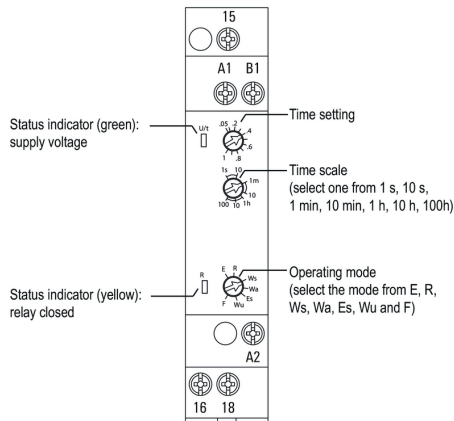 15
A1 B1
Status indicator (green):
supply voltage
U/t
.05 .2 .4 .6 .8 1
Time setting
1s 10 1m 10 1h 10 100
Time scale
(select one from 1 s, 10 s,
1 min, 10 min, 1 h, 10 h, 100h)
Status indicator (yellow):
relay closed
R
E R Ws Wa Es Wu F
Operating mode
(select the mode from E, R,
Ws, Wa, Es, Wu and F)
A2
16 18